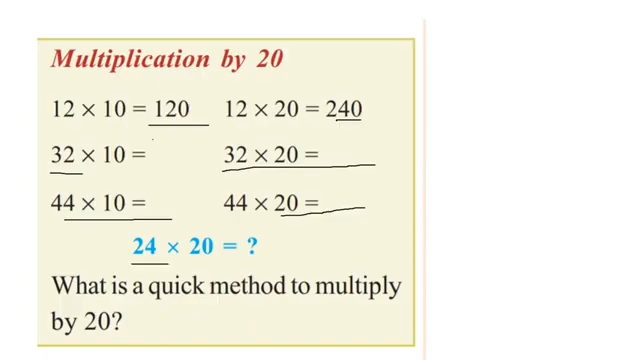 Multiplication by 20
12 × 10 = 120 12 × 20 = 240
32 × 10 = 32 × 20 =
44 × 10 = 44 × 20 =
24 × 20 = ?
What is a quick method to multiply
by 20?